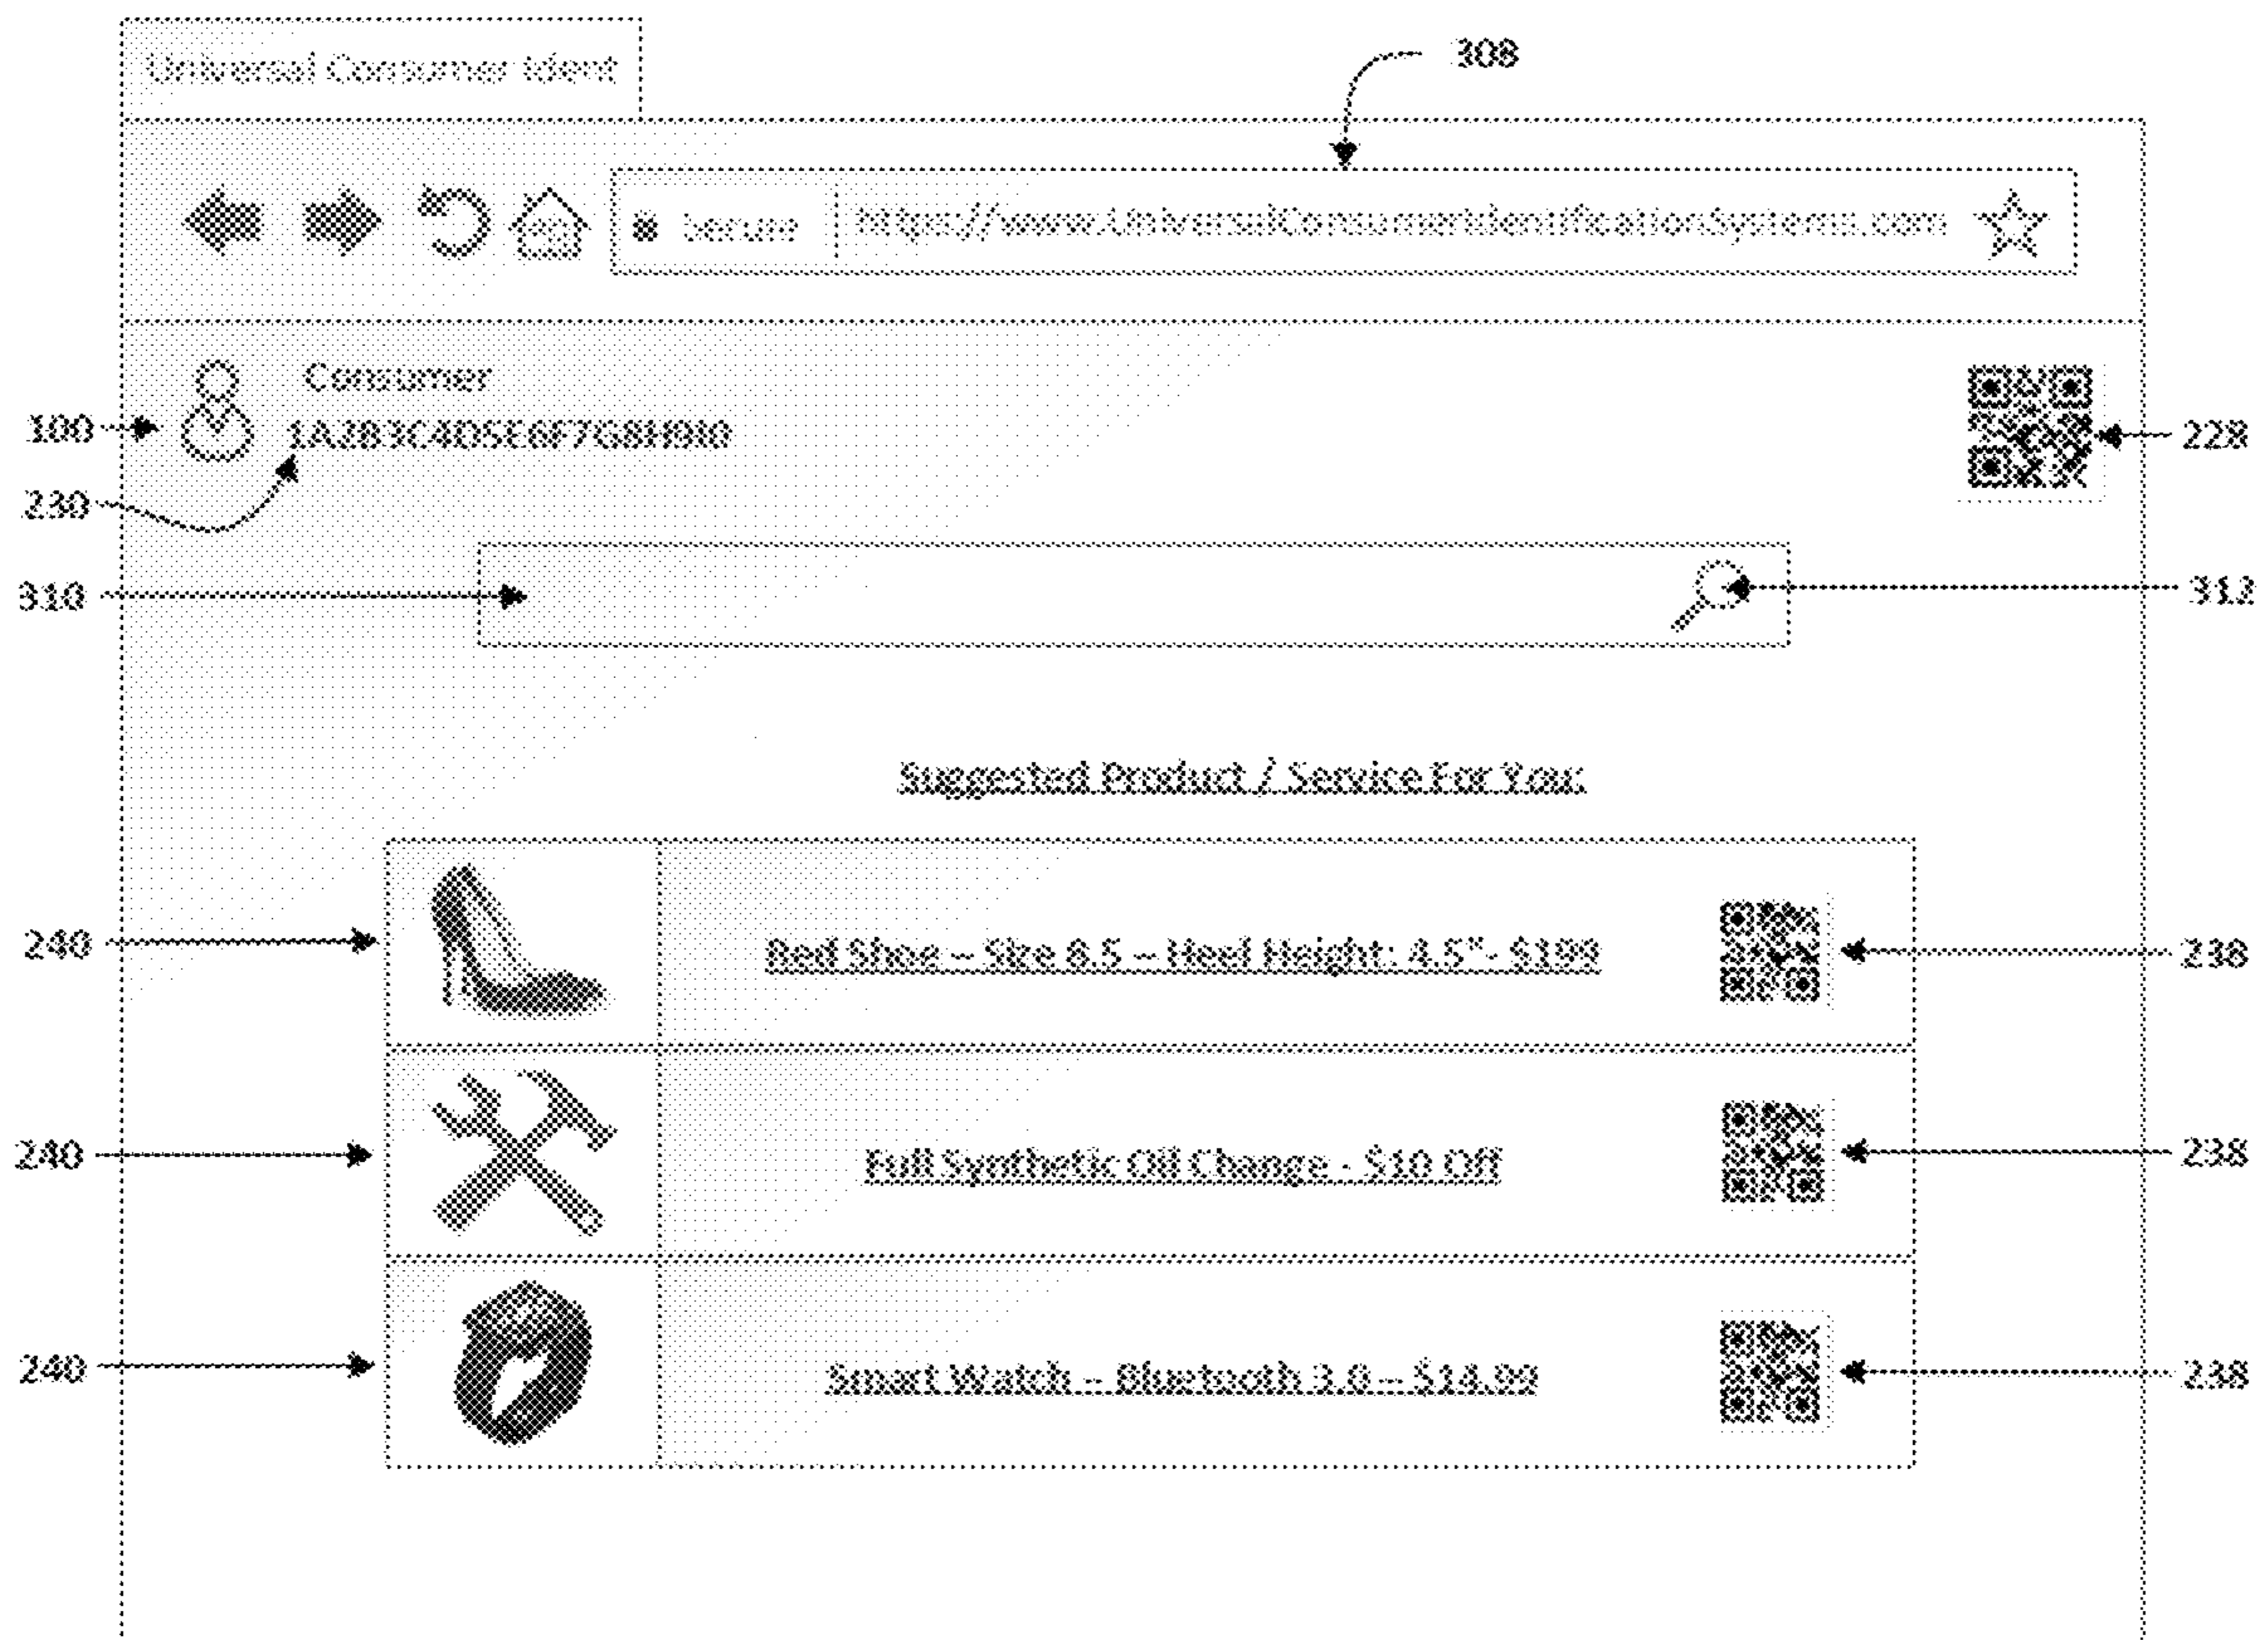 Universal Consumer Ident
308
Secure https://www.UniversalConsumerIdentificationSystems.com
Consumer
100
1A2B3C4D5E6F7G8H9I0
228
230
310
312
Suggested Product / Service For You:
240
Red Shoe – Size 8.5 – Heel Height: 4.5" - $199
238
240
Full Synthetic Oil Change - $10 Off
238
240
Smart Watch – Bluetooth 3.0 – $14.99
238